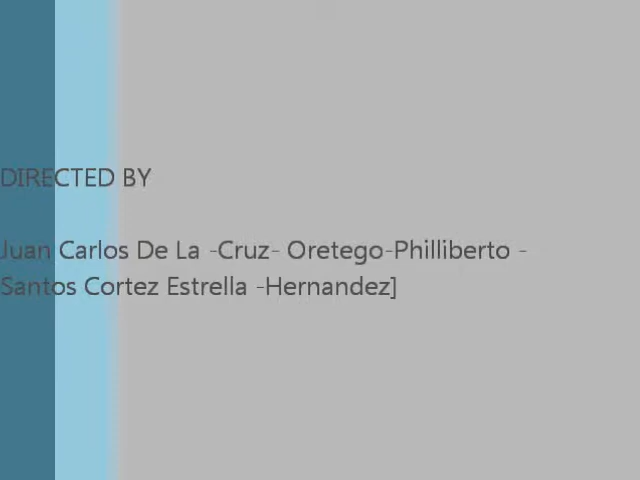 DIRECTED BY
Juan Carlos De La -Cruz- Oretego-Philliberto -
Santos Cortez Estrella -Hernandez]